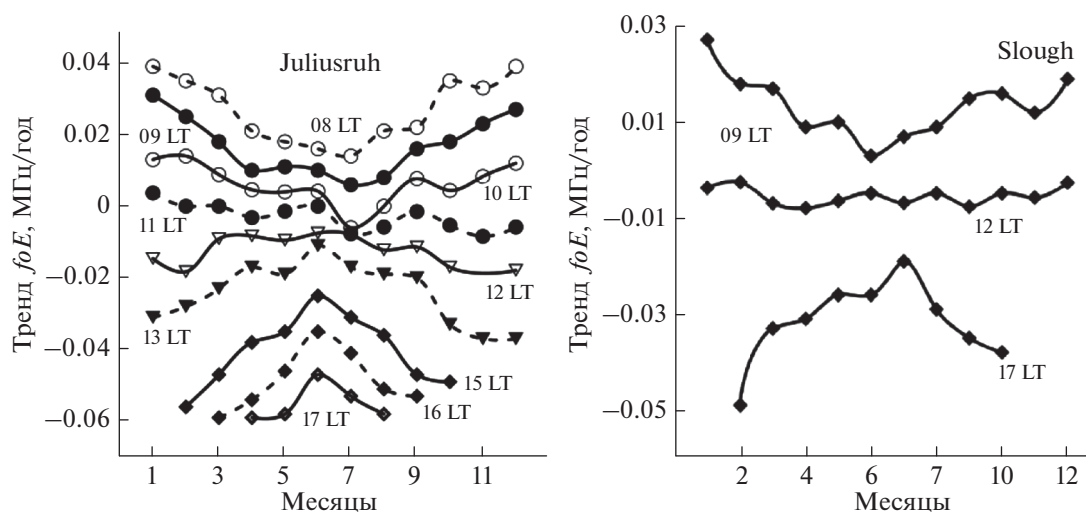 Juliusruh
Тренд foE, МГц/год
0.04
0.02
0
−0.02
−0.04
−0.06
08 LT
09 LT
10 LT
11 LT
12 LT
13 LT
15 LT
16 LT
17 LT
1 3 5 7 9 11
Месяцы
Slough
Тренд foE, МГц/год
0.03
0.01
−0.01
−0.03
−0.05
09 LT
12 LT
17 LT
2 4 6 7 10 12
Месяцы